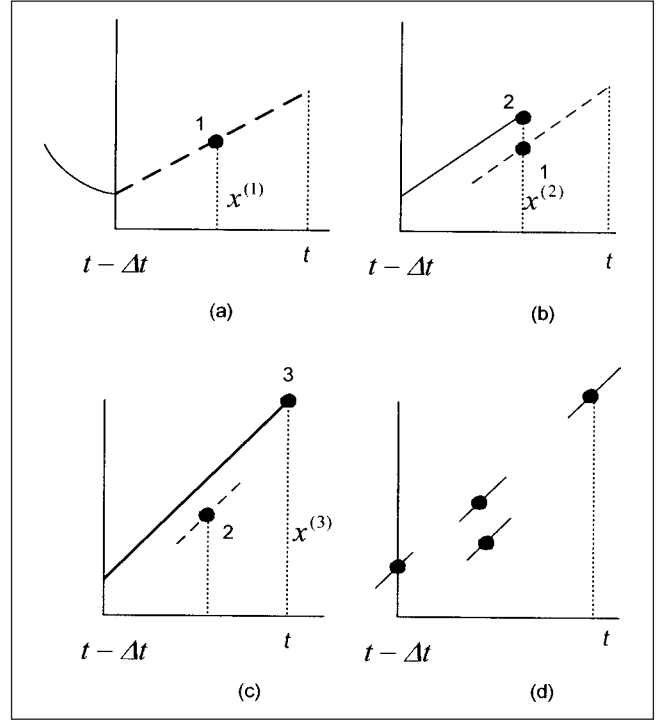 1
x^(1)
t − Δt
t
(a)
2
1
x^(2)
t − Δt
t
(b)
3
2
x^(3)
t − Δt
t
(c)
t − Δt
t
(d)